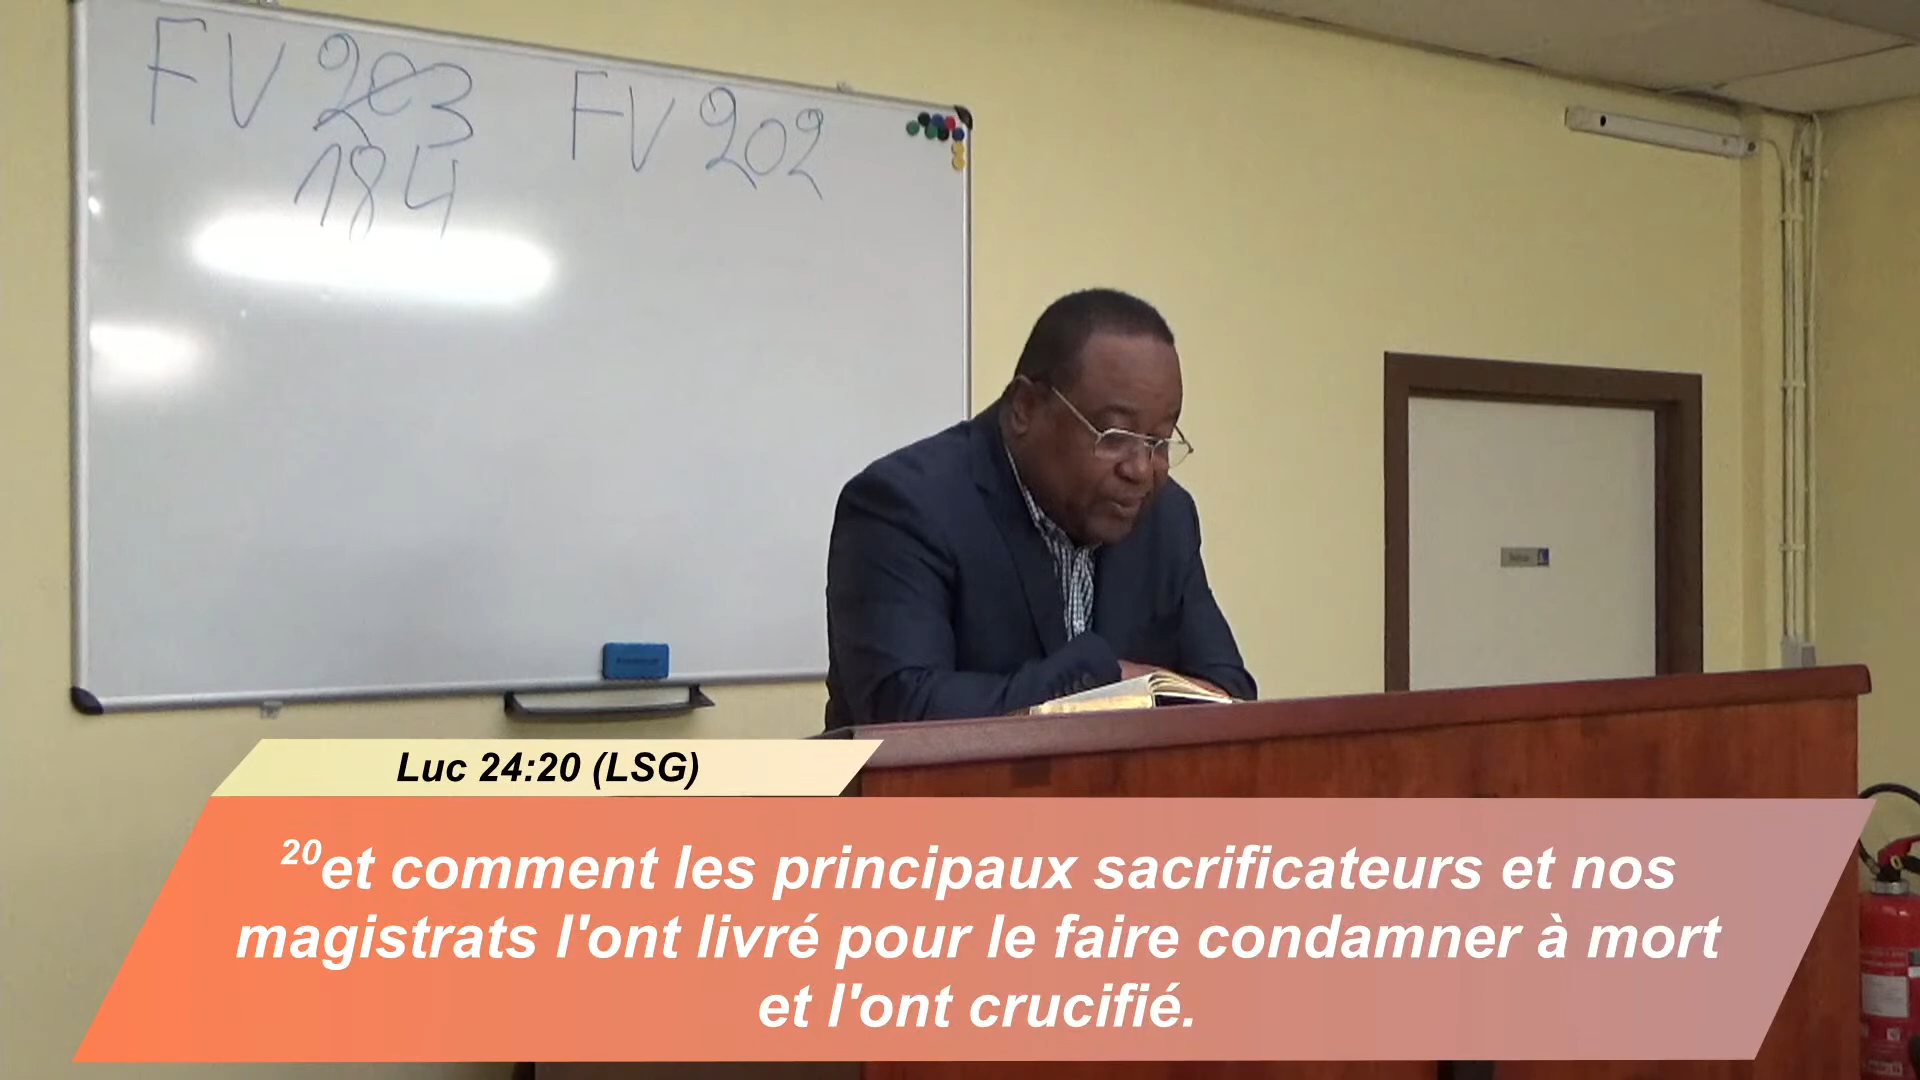 FV 203 FV 202
184
Luc 24:20 (LSG)
20et comment les principaux sacrificateurs et nos
magistrats l'ont livré pour le faire condamner à mort
et l'ont crucifié.